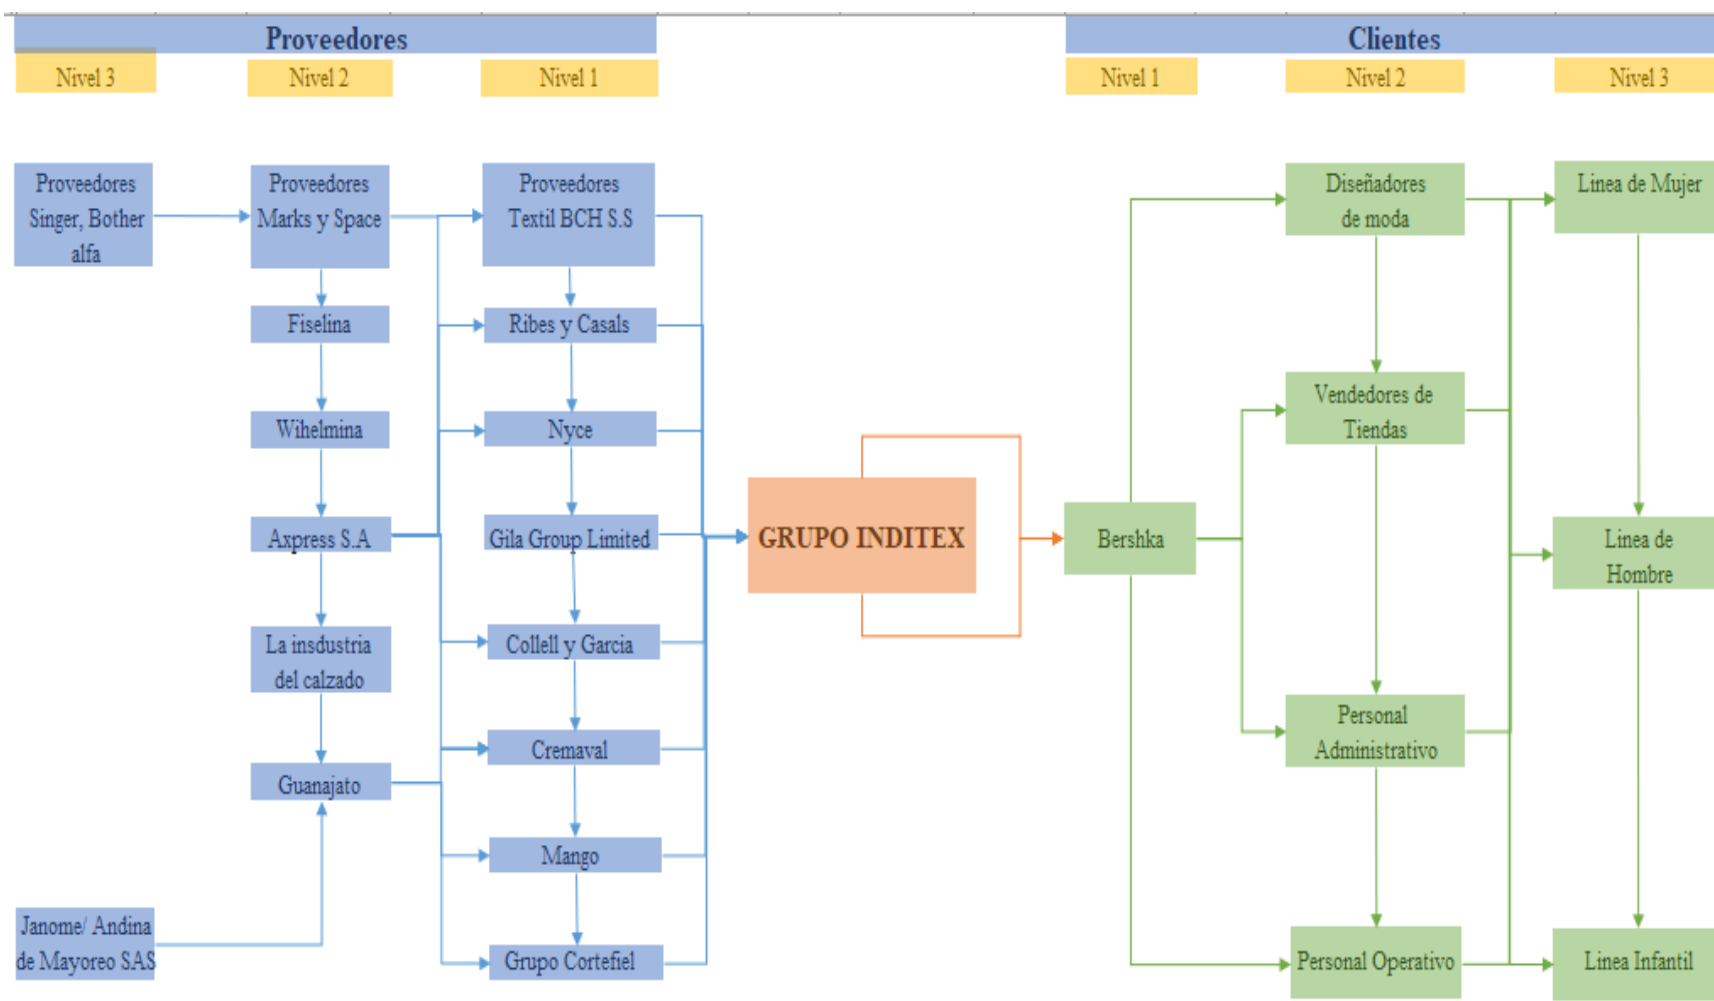 Proveedores
Clientes
Nivel 3
Nivel 2
Nivel 1
Nivel 1
Nivel 2
Nivel 3
Proveedores
Singer, Bother
alfa
Janome/ Andina
de Mayoreo SAS
Proveedores
Marks y Space
Fiselina
Wihelmina
Axpress S.A
La insdustria
del calzado
Guanajato
Proveedores
Textil BCH S.S
Ribes y Casals
Nyce
Gila Group Limited
Collell y Garcia
Cremaval
Mango
Grupo Cortefiel
GRUPO INDITEX
Bershka
Diseñadores
de moda
Vendedores de
Tiendas
Personal
Administrativo
Personal Operativo
Linea de Mujer
Linea de
Hombre
Linea Infantil